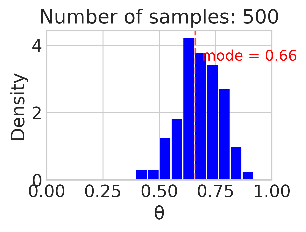 Number of samples: 500
mode = 0.66
Density
4
2
0
0.00 0.25 0.50 0.75 1.00
θ